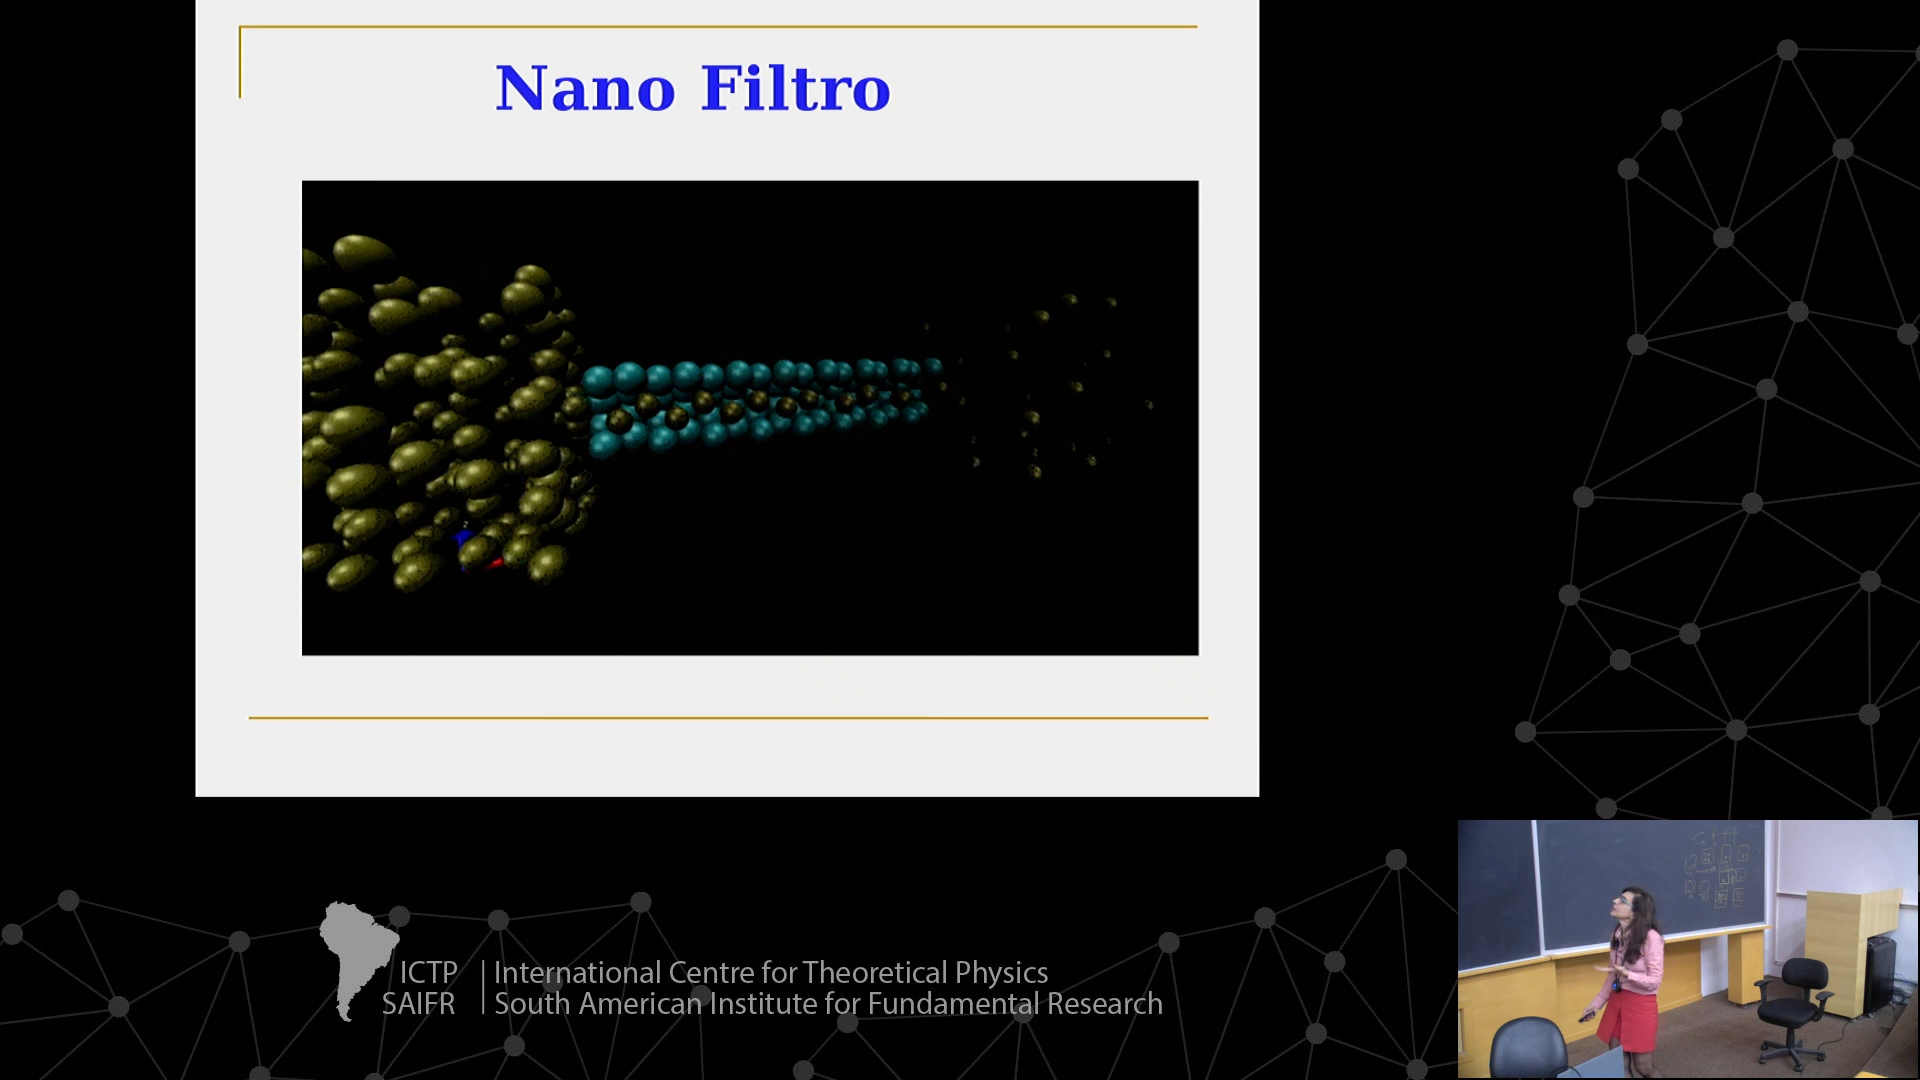 Nano Filtro
ICTP
SAIFR
International Centre for Theoretical Physics
South American Institute for Fundamental Research